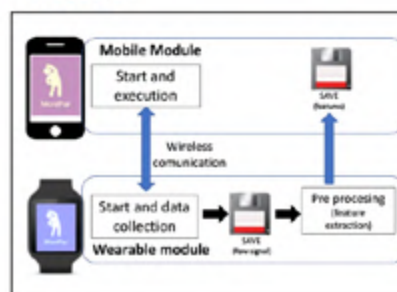 Mobile Module
Start and
execution
SAVE
(features)
Wireless
comunication
Start and data
collection
Wearable module
SAVE
(Raw signal)
Pre procesing
(feature
extraction)